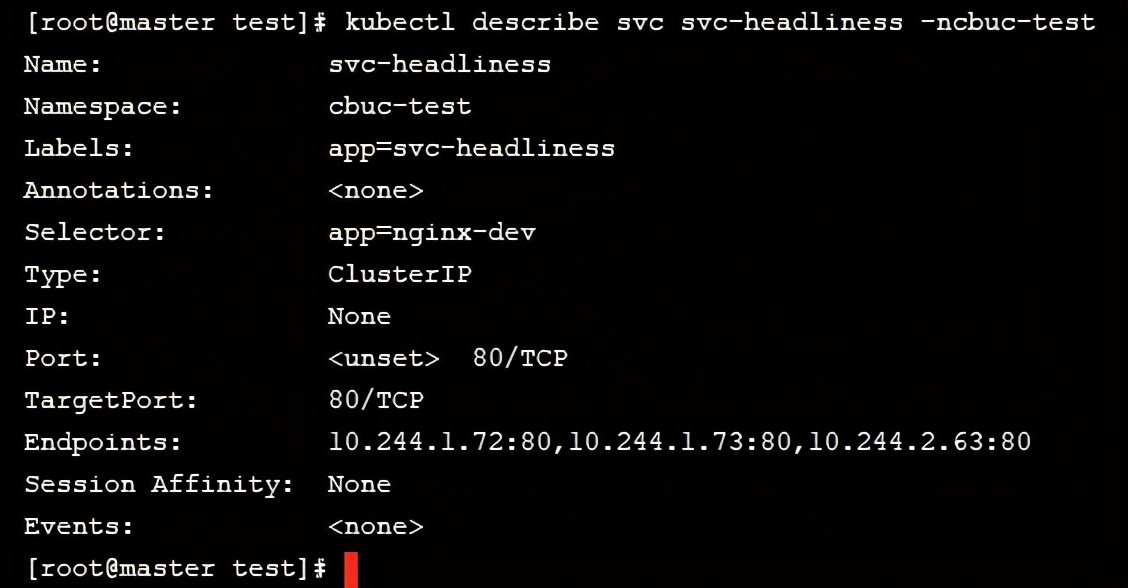 [root@master test]# kubectl describe svc svc-headliness -ncbuc-test
Name:              svc-headliness
Namespace:         cbuc-test
Labels:            app=svc-headliness
Annotations:       <none>
Selector:          app=nginx-dev
Type:              ClusterIP
IP:                None
Port:              <unset>  80/TCP
TargetPort:        80/TCP
Endpoints:         10.244.1.72:80,10.244.1.73:80,10.244.2.63:80
Session Affinity:  None
Events:            <none>
[root@master test]#